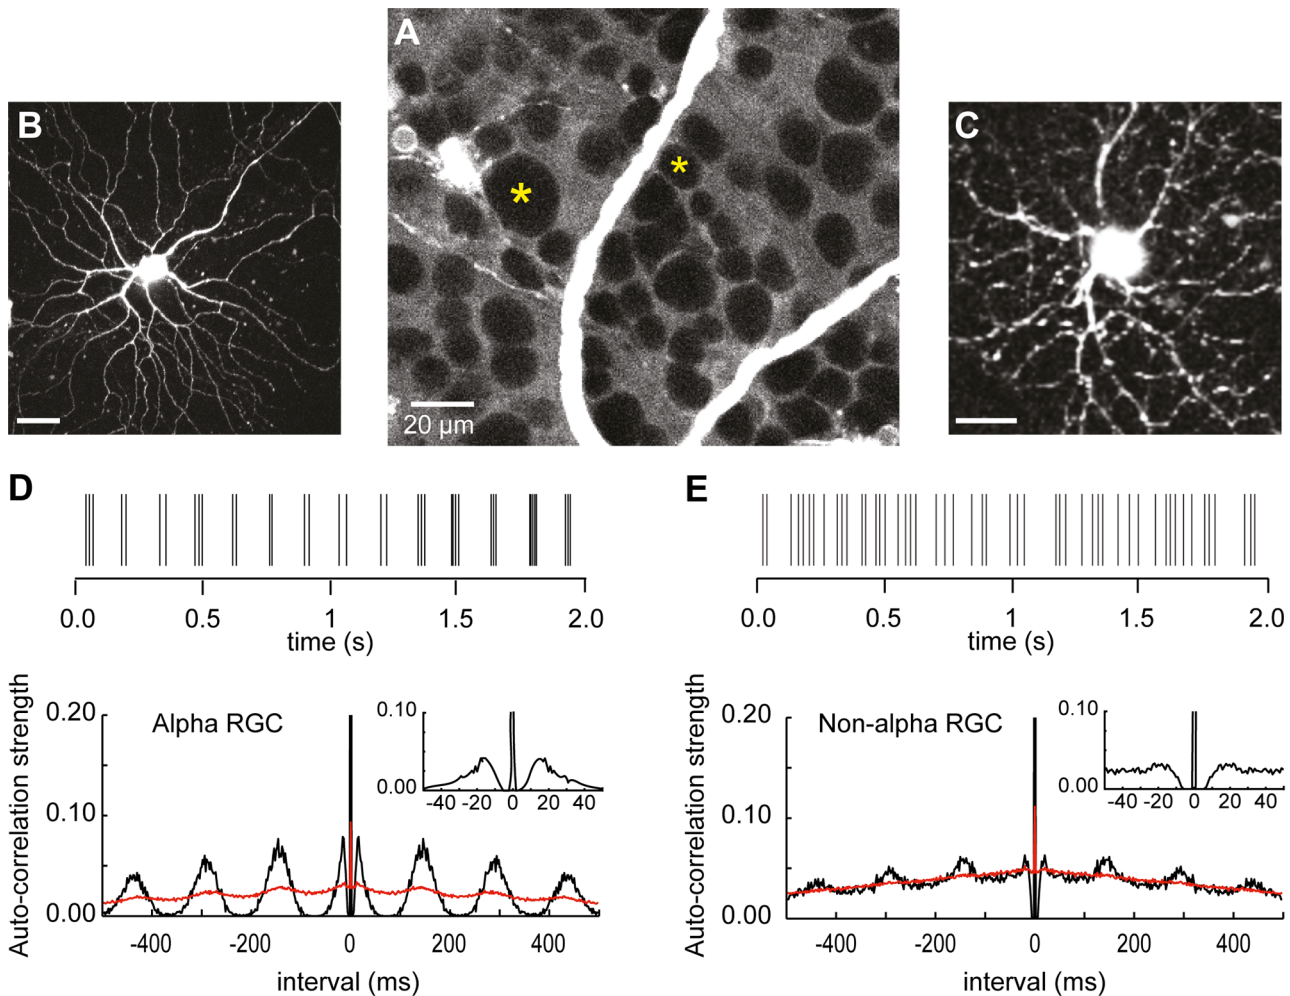 A
B
C
20 µm
D
0.0 0.5 1 1.5 2.0
time (s)
E
0.0 0.5 1 1.5 2.0
time (s)
Auto-correlation strength
0.20
0.10
0.00
Alpha RGC
0.10
0.00
-40 -20 0 20 40
-400 -200 0 200 400
interval (ms)
Auto-correlation strength
0.20
0.10
0.00
Non-alpha RGC
0.10
0.00
-40 -20 0 20 40
-400 -200 0 200 400
interval (ms)